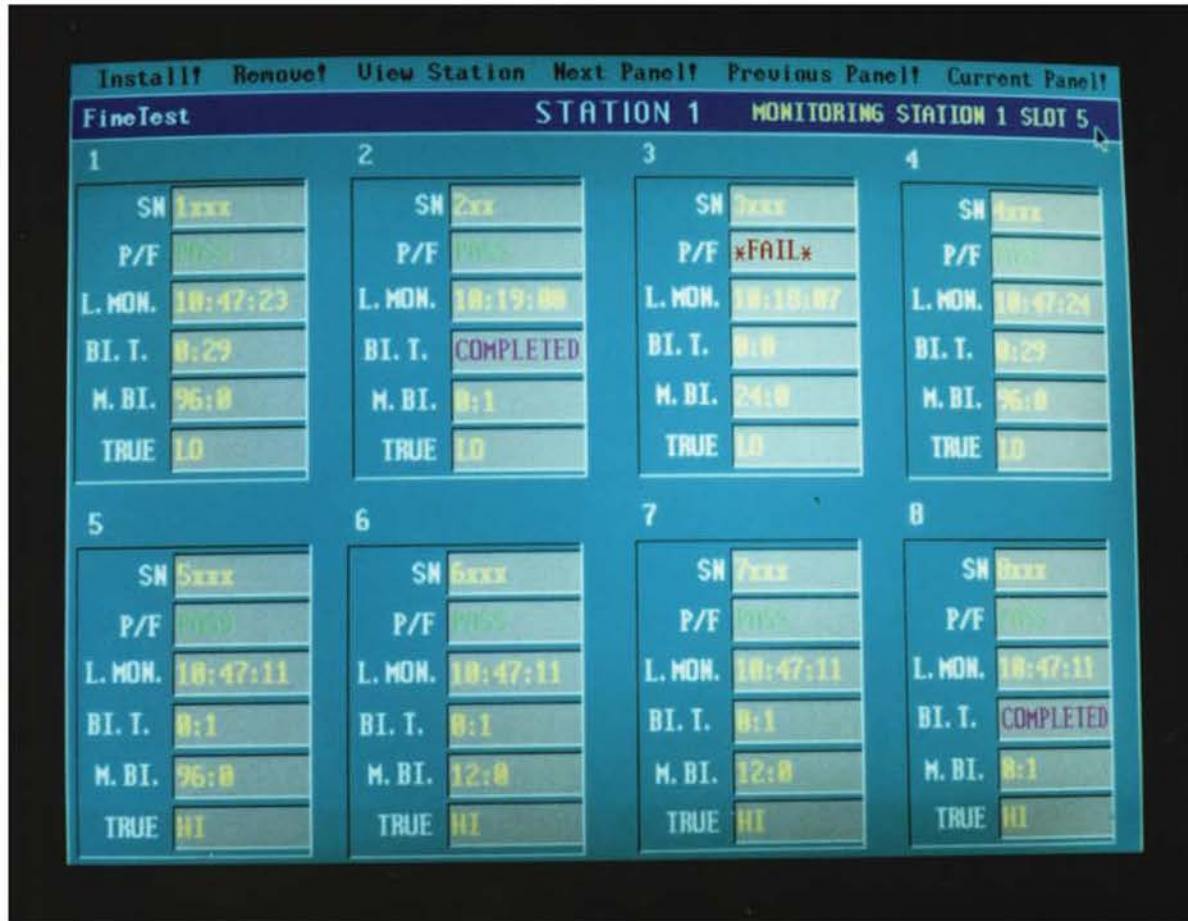 Install! Remove! View Station Next Panel! Previous Panel! Current Panel!
FineTest STATION 1 MONITORING STATION 1 SLOT 5
1 2 3 4
SN 1xxx SN 2xx SN 3xxx SN 4xxx
P/F PASS P/F PASS P/F *FAIL* P/F PASS
L. MON. 10:47:23 L. MON. 10:19:00 L. MON. 10:18:07 L. MON. 10:47:24
BI. T. 0:29 BI. T. COMPLETED BI. T. 0:0 BI. T. 0:29
M. BI. 96:0 M. BI. 0:1 M. BI. 24:0 M. BI. 96:0
TRUE LO TRUE LO TRUE LO TRUE LO
5 6 7 8
SN 5xxx SN 6xxx SN 7xxx SN 8xxx
P/F PASS P/F PASS P/F PASS P/F PASS
L. MON. 10:47:11 L. MON. 10:47:11 L. MON. 10:47:11 L. MON. 10:47:11
BI. T. 0:1 BI. T. 0:1 BI. T. 0:1 BI. T. COMPLETED
M. BI. 96:0 M. BI. 12:0 M. BI. 12:0 M. BI. 0:1
TRUE HI TRUE HI TRUE HI TRUE HI